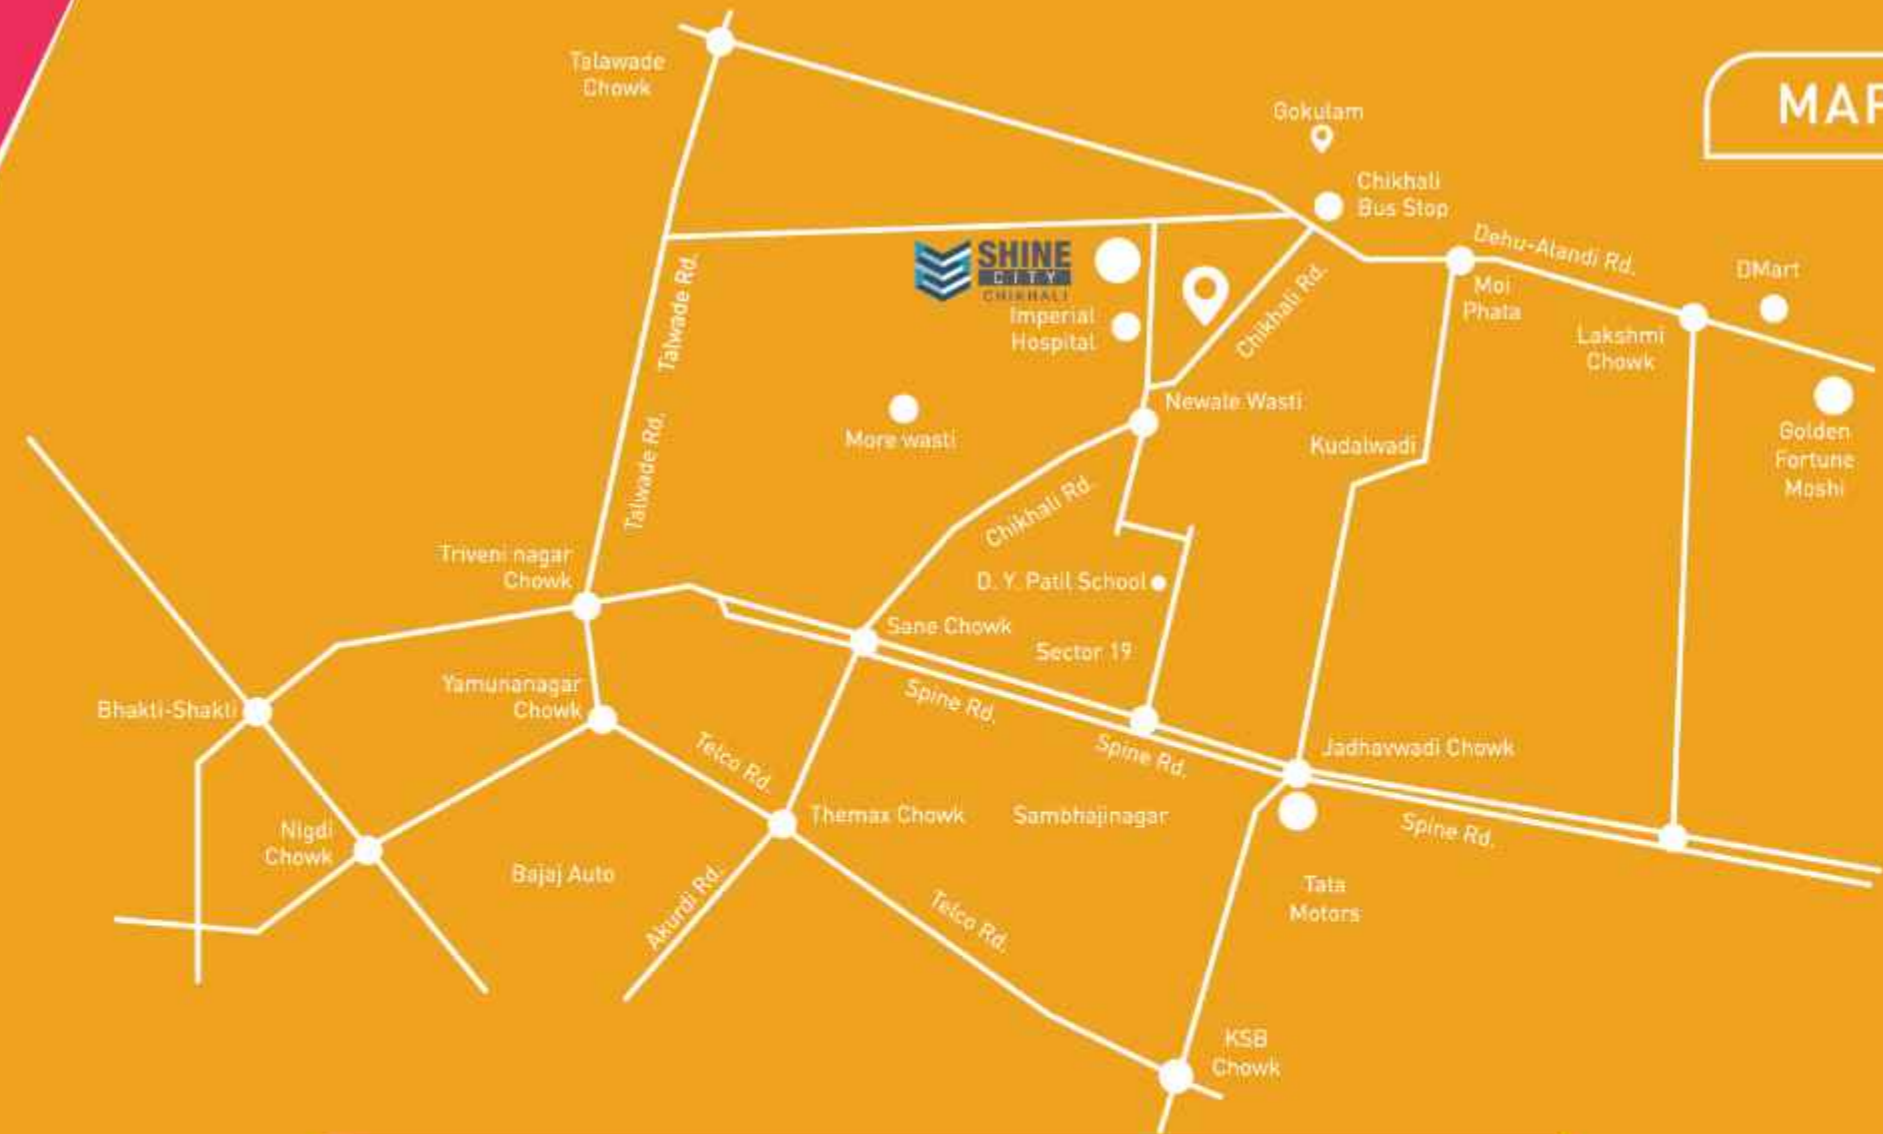 Talawade
Chowk
Gokulam
MAP
Chikhali
Bus Stop
Dehu-Alandi Rd.
DMart
SHINE
CITY
CHIKHALI
Moi
Phata
Imperial
Hospital
Chikhali Rd.
Talwade Rd.
Lakshmi
Chowk
Newale Wasti
More wasti
Kudalwadi
Golden
Fortune
Moshi
Talwade Rd.
Chikhali Rd.
Triveni nagar
Chowk
D. Y. Patil School
Sane Chowk
Sector 19
Yamunanagar
Chowk
Bhakti-Shakti
Spine Rd.
Telco Rd.
Spine Rd.
Jadhavwadi Chowk
Themax Chowk
Sambhajinagar
Spine Rd.
Nigdi
Chowk
Bajaj Auto
Tata
Motors
Akurdi Rd.
Telco Rd.
KSB
Chowk